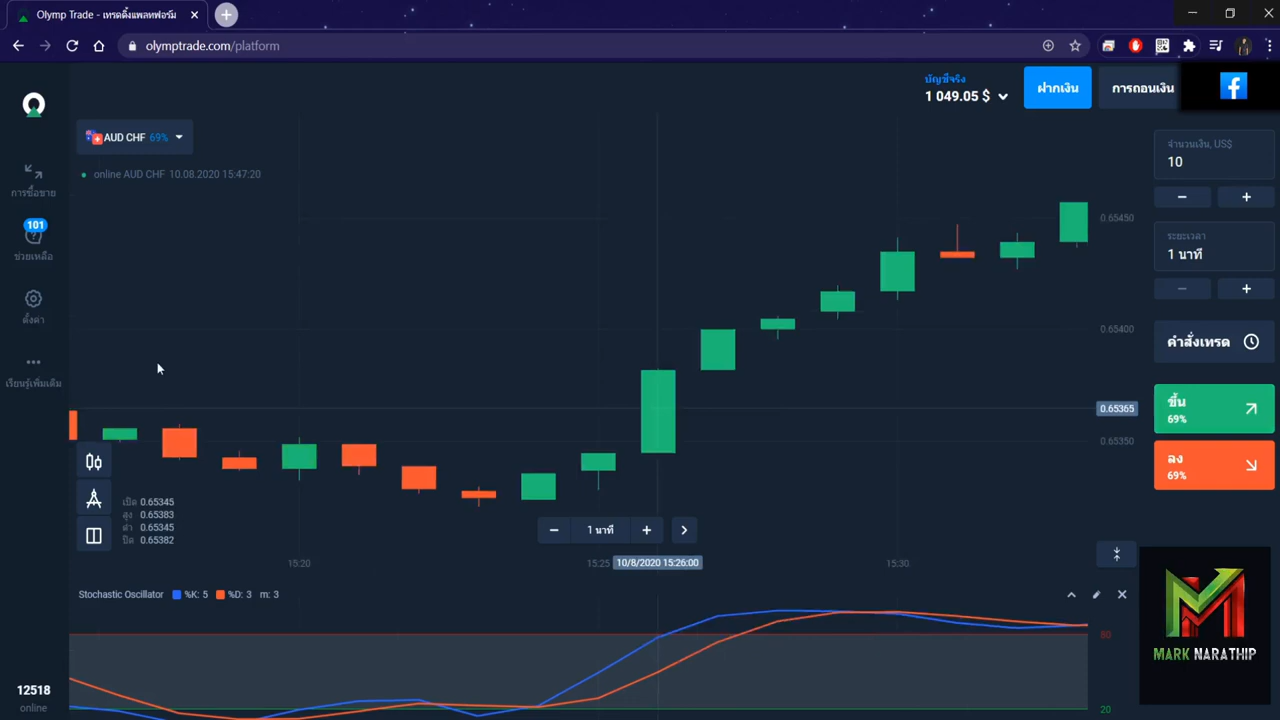 Olymp Trade - เทรดดิ้งแพลทฟอร์ม
olymptrade.com/platform
บัญชีจริง
1 049.05 $
ฝากเงิน
การถอนเงิน
AUD CHF 69%
online AUD CHF 10.08.2020 15:47:20
การซื้อขาย
101
ช่วยเหลือ
ตั้งค่า
เรียนรู้เพิ่มเติม
12518
online
จำนวนเงิน, US$
10
ระยะเวลา
1 นาที
คำสั่งเทรด
ขึ้น
69%
ลง
69%
0.65450
0.65400
0.65365
0.65350
เปิด 0.65345
สูง 0.65383
ต่ำ 0.65345
ปิด 0.65382
1 นาที
15:20
15:25
10/8/2020 15:26:00
15:30
Stochastic Oscillator %K: 5 %D: 3 m: 3
80
20
MARK NARATHIP